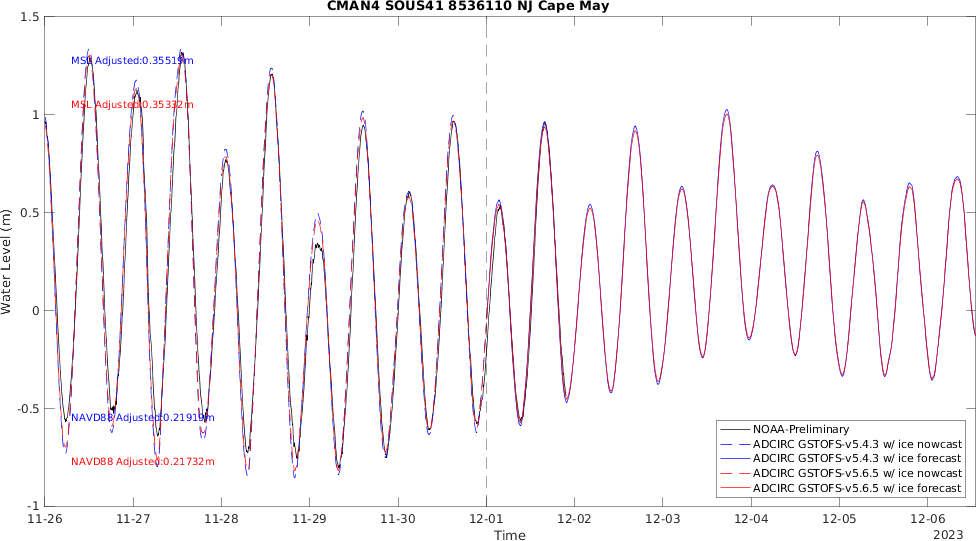 CMAN4 SOUS41 8536110 NJ Cape May
1.5
MSL Adjusted:0.35519m
MSL Adjusted:0.35332m
1
0.5
Water Level (m)
0
-0.5
NAVD88 Adjusted:0.21919m
NAVD88 Adjusted:0.21732m
-1
NOAA-Preliminary
ADCIRC GSTOFS-v5.4.3 w/ ice nowcast
ADCIRC GSTOFS-v5.4.3 w/ ice forecast
ADCIRC GSTOFS-v5.6.5 w/ ice nowcast
ADCIRC GSTOFS-v5.6.5 w/ ice forecast
11-26 11-27 11-28 11-29 11-30 12-01 12-02 12-03 12-04 12-05 12-06
Time
2023